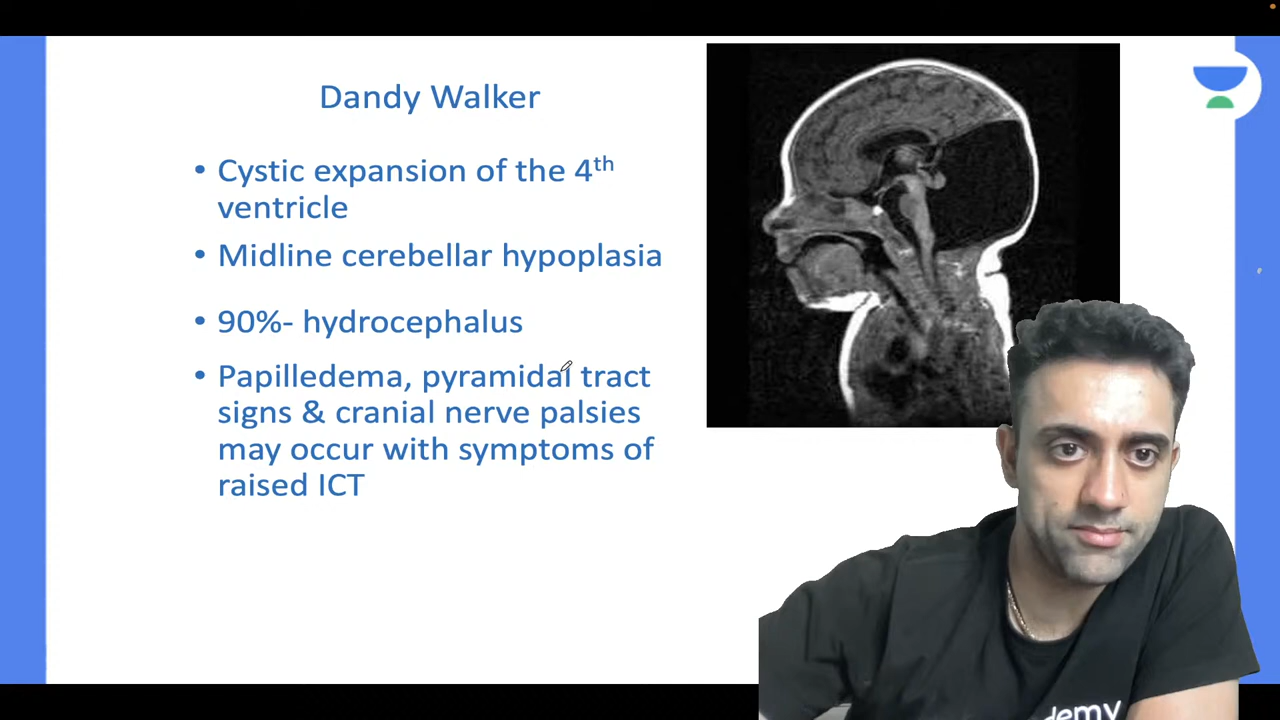 Dandy Walker
• Cystic expansion of the 4th
ventricle
• Midline cerebellar hypoplasia
• 90%- hydrocephalus
• Papilledema, pyramidal tract
signs & cranial nerve palsies
may occur with symptoms of
raised ICT
demy